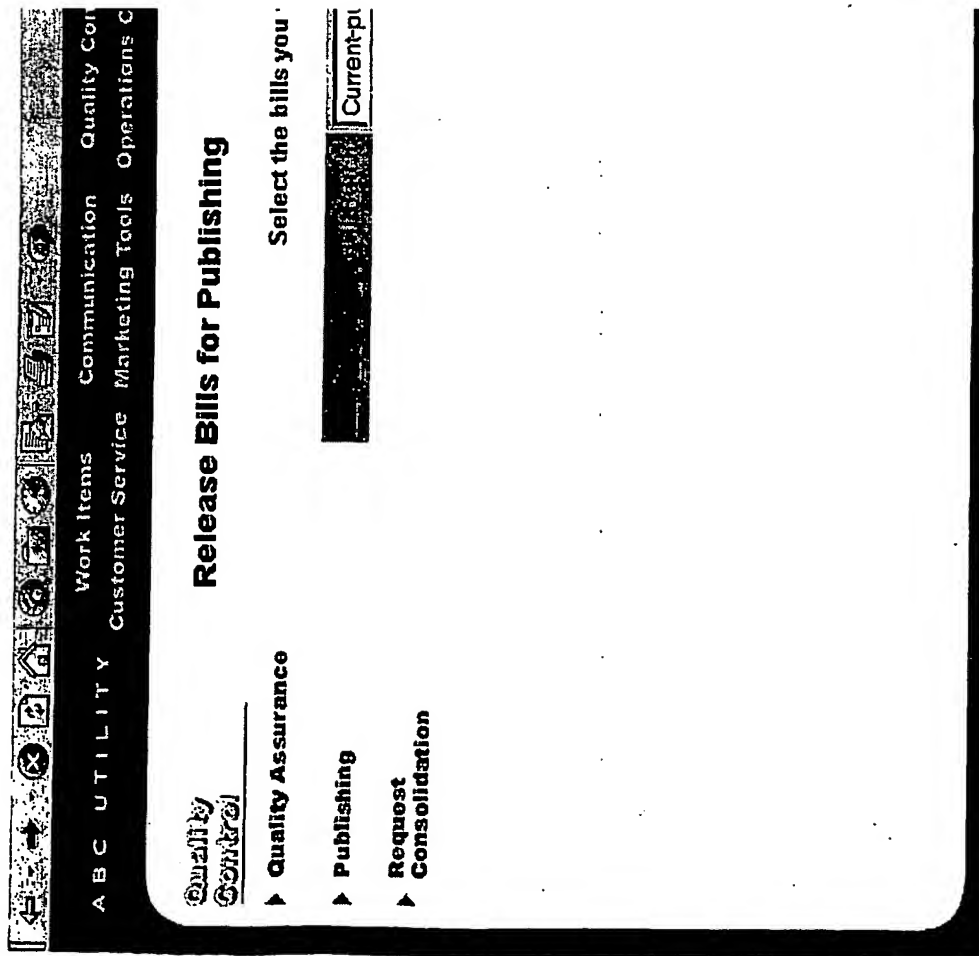 Work Items Communication Quality Con
ABC UTILITY
Customer Service Marketing Tools Operations C
Quality
Control
Release Bills for Publishing
Quality Assurance
Select the bills you
Publishing
Current-pu
Request
Consolidation